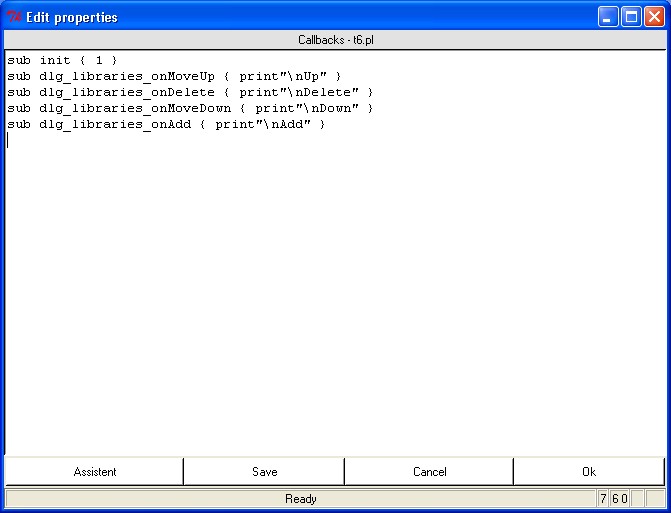 Edit properties
Callbacks - t6.pl
sub init { 1 }
sub dlg_libraries_onMoveUp { print"\nUp" }
sub dlg_libraries_onDelete { print"\nDelete" }
sub dlg_libraries_onMoveDown { print"\nDown" }
sub dlg_libraries_onAdd { print"\nAdd" }
Assistent Save Cancel Ok
Ready 7 6 0